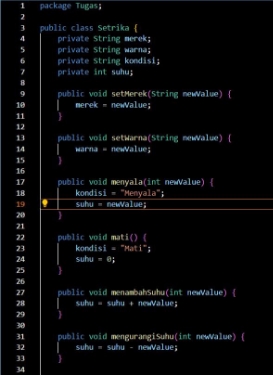 1 package Tugas;
2
3 public class Setrika {
4 private String merek;
5 private String warna;
6 private String kondisi;
7 private int suhu;
8
9 public void setMerek(String newValue) {
10 merek = newValue;
11 }
12
13 public void setWarna(String newValue) {
14 warna = newValue;
15 }
16
17 public void menyala(int newValue) {
18 kondisi = "Menyala";
19 suhu = newValue;
20 }
21
22 public void mati() {
23 kondisi = "Mati";
24 suhu = 0;
25 }
26
27 public void menambahSuhu(int newValue) {
28 suhu = suhu + newValue;
29 }
30
31 public void mengurangiSuhu(int newValue) {
32 suhu = suhu - newValue;
33 }
34